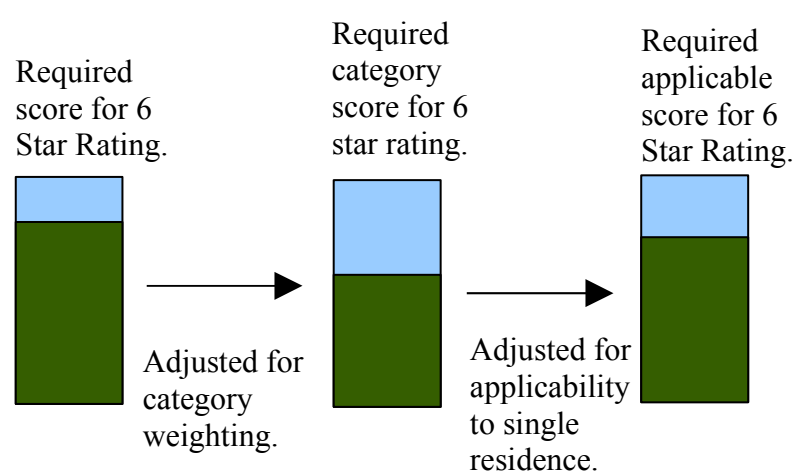 Required
score for 6
Star Rating.
Required
category
score for 6
star rating.
Required
applicable
score for 6
Star Rating.
Adjusted for
category
weighting.
Adjusted for
applicability
to single
residence.